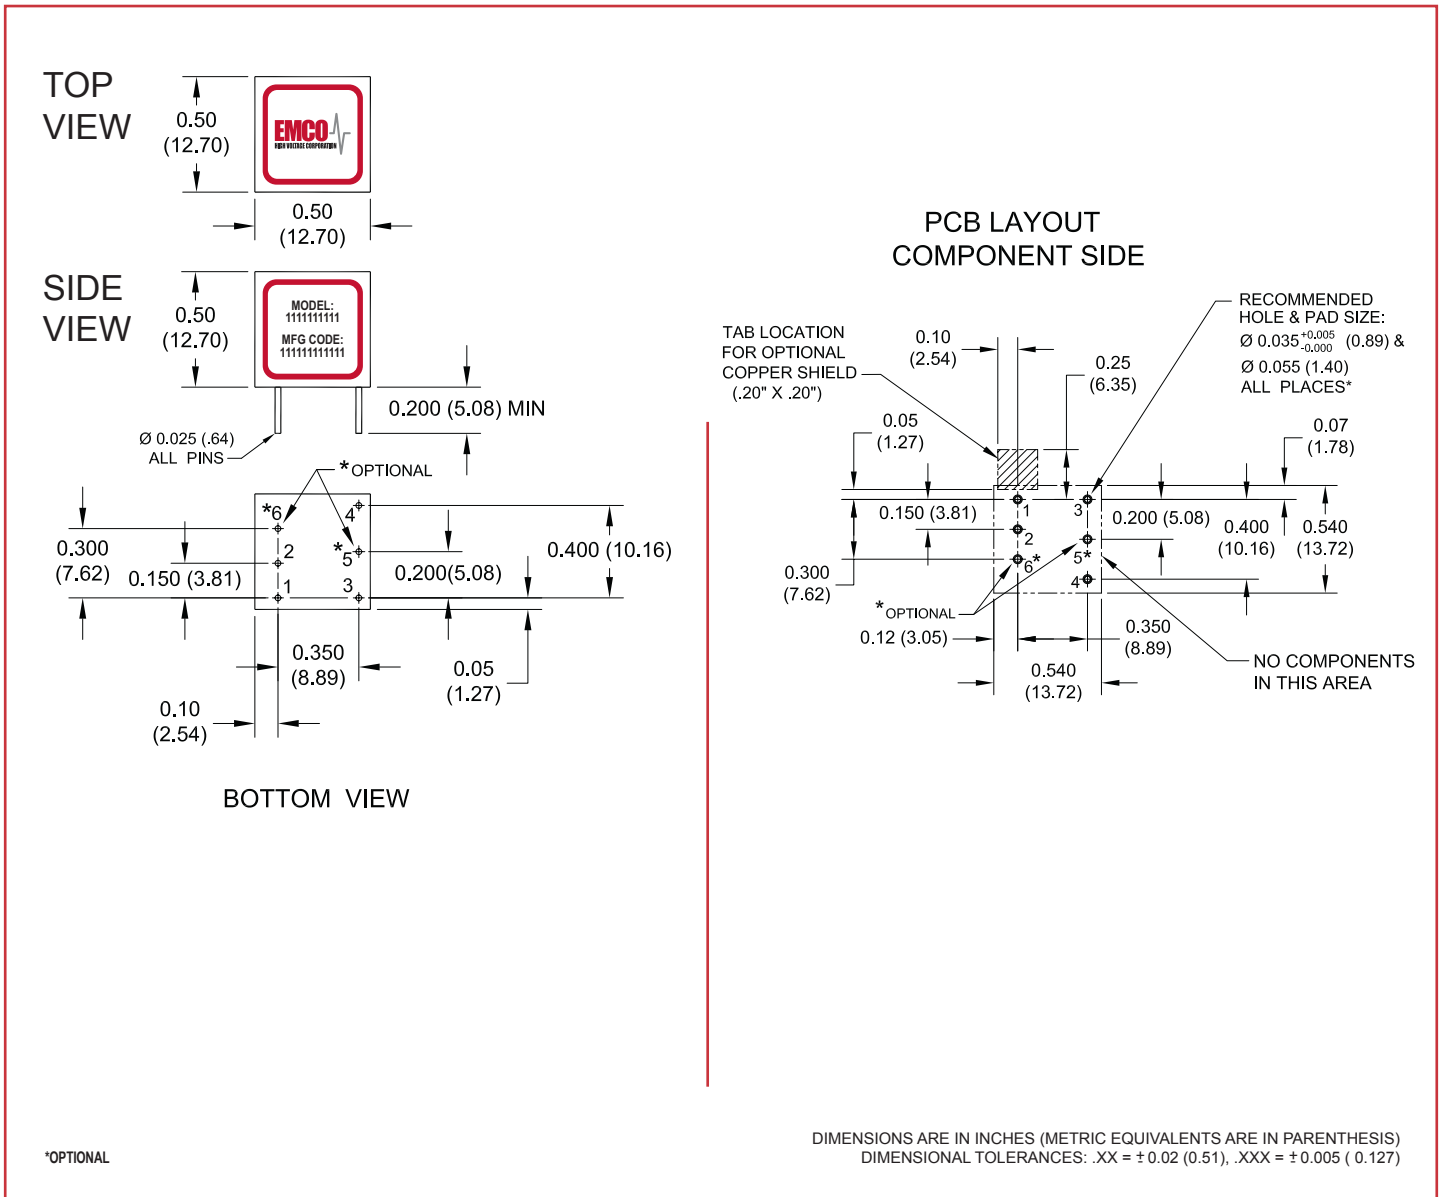 TOP
VIEW
0.50
(12.70)
EMCO
HIGH VOLTAGE CORPORATION
0.50
(12.70)
SIDE
VIEW
0.50
(12.70)
MODEL:
1111111111
MFG CODE:
111111111111
0.200 (5.08) MIN
Ø 0.025 (.64)
ALL PINS
*OPTIONAL
*6
4
2
*5
1
3
0.300
(7.62)
0.150 (3.81)
0.200(5.08)
0.400 (10.16)
0.350
(8.89)
0.05
(1.27)
0.10
(2.54)
BOTTOM VIEW
PCB LAYOUT
COMPONENT SIDE
RECOMMENDED
HOLE & PAD SIZE:
Ø 0.035 +0.005 -0.000 (0.89) &
Ø 0.055 (1.40)
ALL PLACES*
TAB LOCATION
FOR OPTIONAL
COPPER SHIELD
(.20" X .20")
0.10
(2.54)
0.25
(6.35)
0.05
(1.27)
0.07
(1.78)
0.150 (3.81)
1
3
0.200 (5.08)
2
0.400
(10.16)
0.540
(13.72)
6*
5*
4
0.300
(7.62)
*OPTIONAL
0.12 (3.05)
0.350
(8.89)
0.540
(13.72)
NO COMPONENTS
IN THIS AREA
*OPTIONAL
DIMENSIONS ARE IN INCHES (METRIC EQUIVALENTS ARE IN PARENTHESIS)
DIMENSIONAL TOLERANCES: .XX = ±0.02 (0.51), .XXX = ±0.005 ( 0.127)